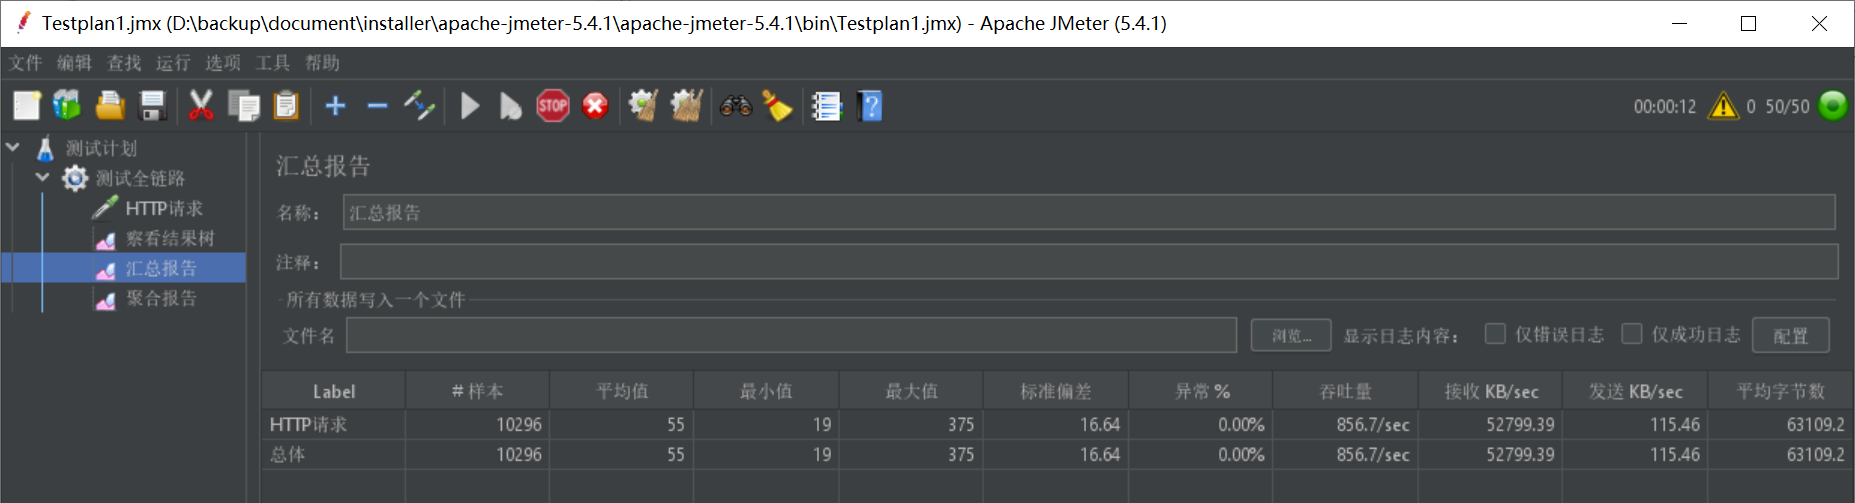 Testplan1.jmx (D:\backup\document\installer\apache-jmeter-5.4.1\apache-jmeter-5.4.1\bin\Testplan1.jmx) - Apache JMeter (5.4.1)
文件 编辑 查找 运行 选项 工具 帮助
STOP 00:00:12 0 50/50
测试计划
测试全链路
HTTP请求
察看结果树
汇总报告
聚合报告
汇总报告
名称： 汇总报告
注释：
所有数据写入一个文件
文件名 浏览... 显示日志内容： 仅错误日志 仅成功日志 配置
Label # 样本 平均值 最小值 最大值 标准偏差 异常 % 吞吐量 接收 KB/sec 发送 KB/sec 平均字节数
HTTP请求 10296 55 19 375 16.64 0.00% 856.7/sec 52799.39 115.46 63109.2
总体 10296 55 19 375 16.64 0.00% 856.7/sec 52799.39 115.46 63109.2